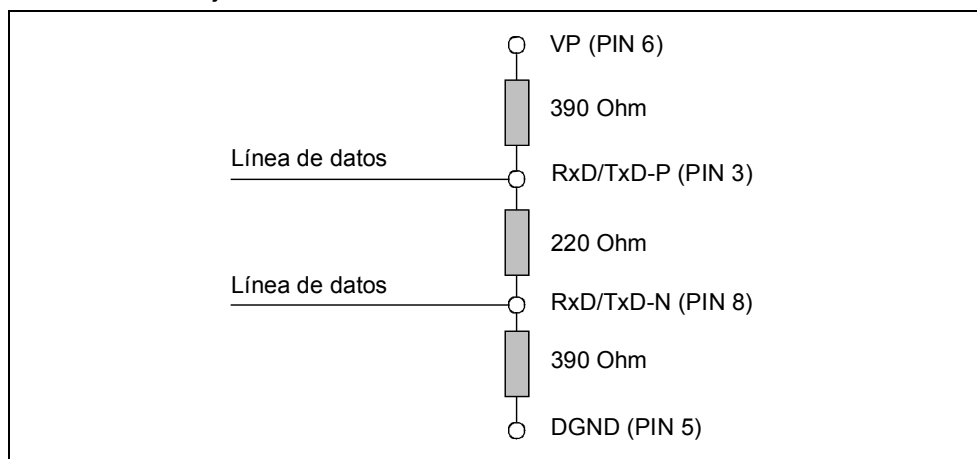 VP (PIN 6)
390 Ohm
Línea de datos
RxD/TxD-P (PIN 3)
220 Ohm
Línea de datos
RxD/TxD-N (PIN 8)
390 Ohm
DGND (PIN 5)